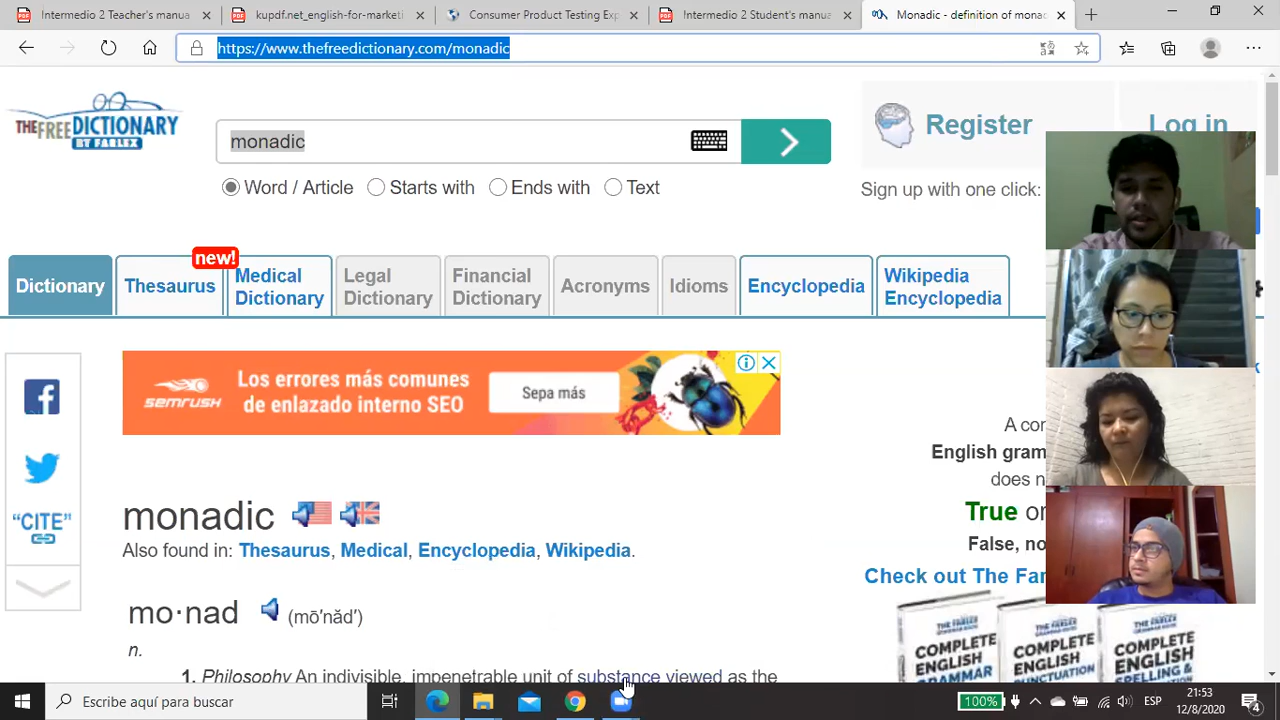 Intermedio 2 Teacher's manua
kupdf.net_english-for-marketi
Consumer Product Testing Exp
Intermedio 2 Student's manua
Monadic - definition of monac
https://www.thefreedictionary.com/monadic
THEFREEDICTIONARY
BY FARLEX
monadic
Register
Log in
Word / Article
Starts with
Ends with
Text
Sign up with one click:
new!
Dictionary
Thesaurus
Medical Dictionary
Legal Dictionary
Financial Dictionary
Acronyms
Idioms
Encyclopedia
Wikipedia Encyclopedia
SEMRUSH
Los errores más comunes
de enlazado interno SEO
Sepa más
"CITE"
A cor
English gram
does n
True or
False, no
Check out The Far
monadic
Also found in: Thesaurus, Medical, Encyclopedia, Wikipedia.
mo·nad
(mō′năd′)
n.
1. Philosophy An indivisible, impenetrable unit of substance viewed as the
THE FARLEX
COMPLETE
ENGLISH
GRAMMAR
COMPLETE
ENGLISH
PUNCTUATION
THE FARLEX
COMPLETE
ENGLISH
SPELLING &
Escribe aquí para buscar
100%
ESP
21:53
12/8/2020
4